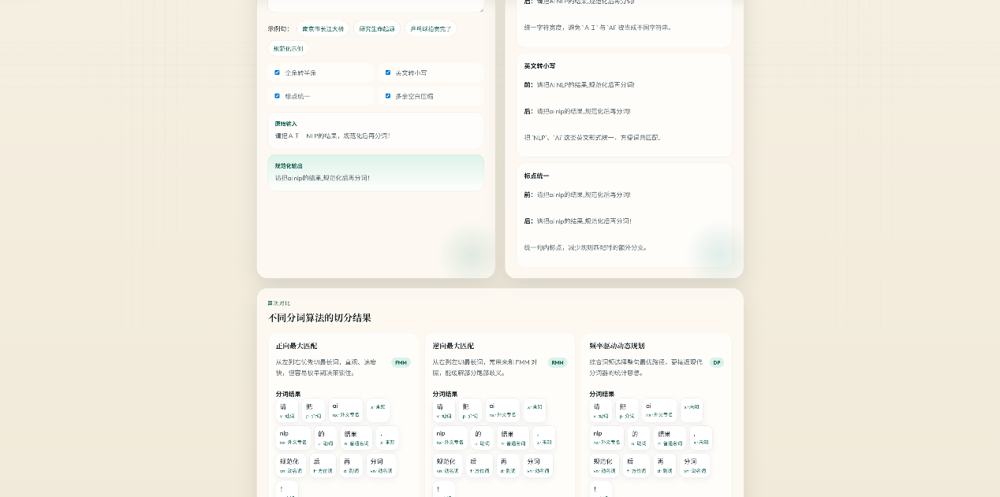 示例句： 南京市长江大桥 研究生命起源 乒乓球拍卖完了
规范化示例
全角转半角 英文转小写
标点统一 多余空白压缩
原始输入
请把ＡＩ　NLP的结果，规范化后再分词！
规范化输出
请把ai nlp的结果,规范化后再分词！
后： 请把AI NLP的结果,规范化后再分词!
统一字符宽度，避免 `ＡＩ` 与 `AI` 被当成不同字符串。
英文转小写
前： 请把AI NLP的结果,规范化后再分词!
后： 请把ai nlp的结果,规范化后再分词!
把 `NLP`、`Ai` 这类英文形式统一，方便词典匹配。
标点统一
前： 请把ai nlp的结果,规范化后再分词!
后： 请把ai nlp的结果,规范化后再分词！
统一句内标点，减少规则匹配时的额外分支。
算法对比
不同分词算法的切分结果
正向最大匹配
从左到右优先切最长词，直观、速度
快，但容易被早期决策锁住。
FMM
分词结果
请 把 ai
v · 动词 p · 介词 nx · 外文专名 x · 未知
nlp 的 结果 ,
nx · 外文专名 u · 助词 n · 普通名词 x · 未知
规范化 后 再 分词
vn · 动名词 f · 方位词 d · 副词 vn · 动名词
！
逆向最大匹配
从右到左切最长词，常用来和 FMM 对
照，能缓解部分尾部歧义。
RMM
分词结果
请 把 ai
v · 动词 p · 介词 nx · 外文专名 x · 未知
nlp 的 结果 ,
nx · 外文专名 u · 助词 n · 普通名词 x · 未知
规范化 后 再 分词
vn · 动名词 f · 方位词 d · 副词 vn · 动名词
！
频率驱动动态规划
综合词频选择整句最优路径，更接近现代
分词器的统计思想。
DP
分词结果
请 把 ai
v · 动词 p · 介词 nx · 外文专名 x · 未知
nlp 的 结果 ,
nx · 外文专名 u · 助词 n · 普通名词 x · 未知
规范化 后 再 分词
vn · 动名词 f · 方位词 d · 副词 vn · 动名词
！